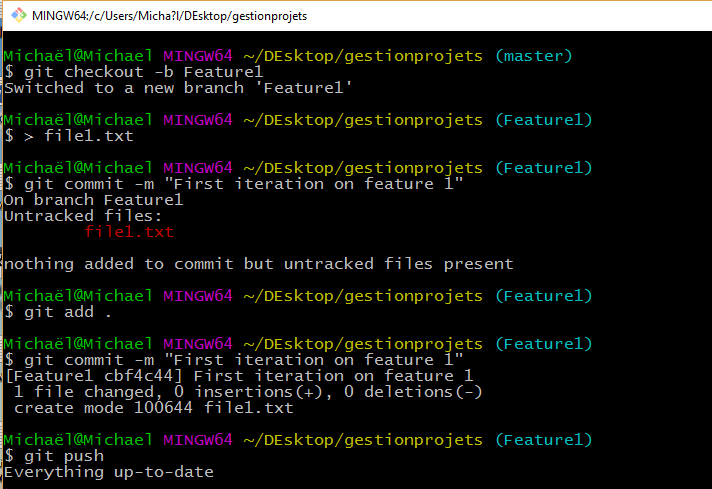 MINGW64:/c/Users/Micha?l/DEsktop/gestionprojets
Michaël@Michael MINGW64 ~/DEsktop/gestionprojets (master)
$ git checkout -b Feature1
Switched to a new branch 'Feature1'
Michaël@Michael MINGW64 ~/DEsktop/gestionprojets (Feature1)
$ > file1.txt
Michaël@Michael MINGW64 ~/DEsktop/gestionprojets (Feature1)
$ git commit -m "First iteration on feature 1"
On branch Feature1
Untracked files:
        file1.txt
nothing added to commit but untracked files present
Michaël@Michael MINGW64 ~/DEsktop/gestionprojets (Feature1)
$ git add .
Michaël@Michael MINGW64 ~/DEsktop/gestionprojets (Feature1)
$ git commit -m "First iteration on feature 1"
[Feature1 cbf4c44] First iteration on feature 1
 1 file changed, 0 insertions(+), 0 deletions(-)
 create mode 100644 file1.txt
Michaël@Michael MINGW64 ~/DEsktop/gestionprojets (Feature1)
$ git push
Everything up-to-date